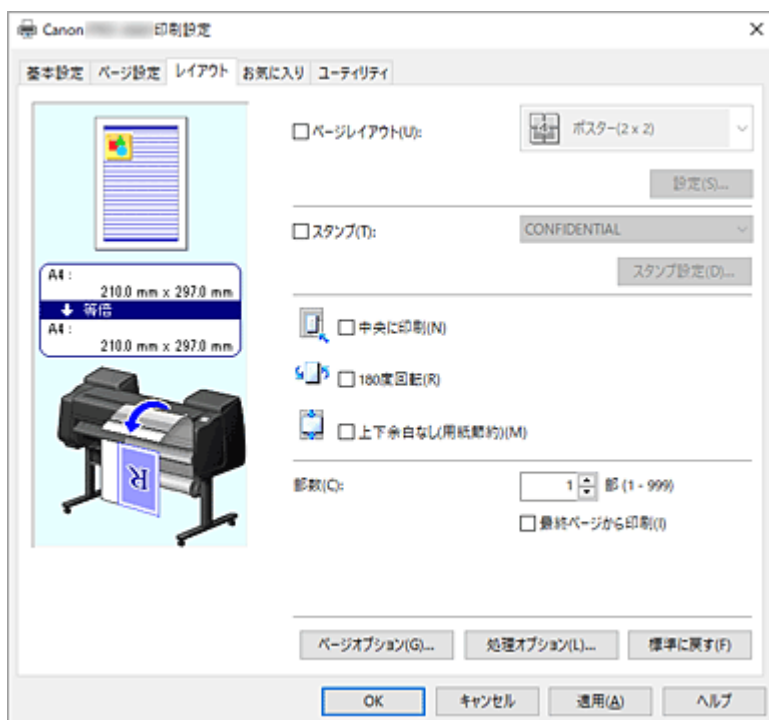 Canon 印刷設定
基本設定 ページ設定 レイアウト お気に入り ユーティリティ
ページレイアウト(U): ポスター(2 x 2)
設定(S)...
スタンプ(T): CONFIDENTIAL
スタンプ設定(D)...
A4 :
210.0 mm x 297.0 mm
等倍
A4 :
210.0 mm x 297.0 mm
中央に印刷(N)
180度回転(R)
上下余白なし(用紙節約)(M)
R
部数(C): 1 部 (1 - 999)
最終ページから印刷(I)
ページオプション(G)... 処理オプション(L)... 標準に戻す(F)
OK キャンセル 適用(A) ヘルプ